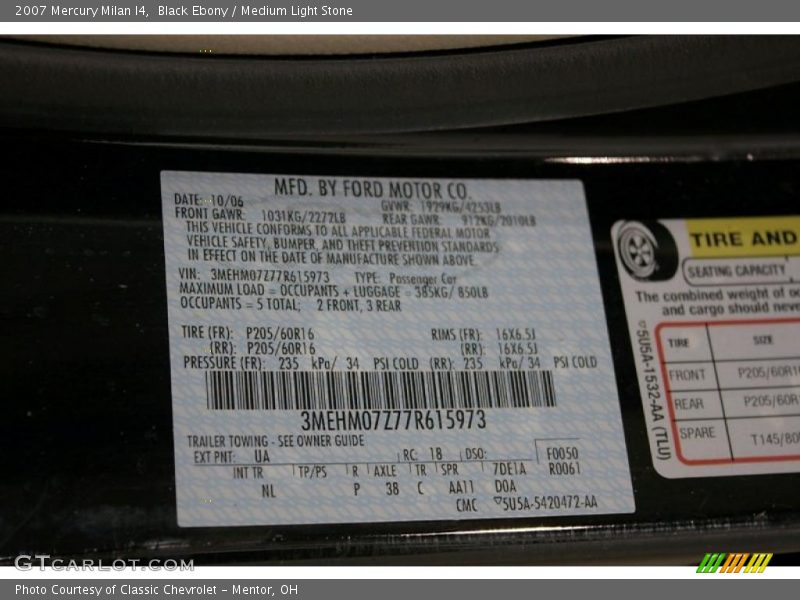 2007 Mercury Milan I4, Black Ebony / Medium Light Stone
MFD. BY FORD MOTOR CO.
DATE: 10/06 GVWR: 1929KG/4253LB
FRONT GAWR: 1031KG/2272LB REAR GAWR: 912KG/2010LB
THIS VEHICLE CONFORMS TO ALL APPLICABLE FEDERAL MOTOR
VEHICLE SAFETY, BUMPER, AND THEFT PREVENTION STANDARDS
IN EFFECT ON THE DATE OF MANUFACTURE SHOWN ABOVE.
VIN: 3MEHM07Z77R615973 TYPE: Passenger Car
MAXIMUM LOAD = OCCUPANTS + LUGGAGE = 385KG/ 850LB
OCCUPANTS = 5 TOTAL; 2 FRONT, 3 REAR
TIRE (FR): P205/60R16 RIMS (FR): 16X6.5J
(RR): P205/60R16 (RR): 16X6.5J
PRESSURE (FR): 235 kPa/ 34 PSI COLD (RR): 235 kPa/ 34 PSI COLD
3MEHM07Z77R615973
TRAILER TOWING - SEE OWNER GUIDE
EXT PNT: UA RC: 18 DSO: F0050
INT TR TP/PS R AXLE TR SPR 7DE1A R0061
NL P 38 C AA11 D0A
CMC 5U5A-5420472-AA
TIRE AND
SEATING CAPACITY
The combined weight of oc
and cargo should neve
TIRE SIZE
FRONT P205/60R16
REAR P205/60R
SPARE T145/80
5U5A-1532-AA (TLU)
GTCarLot.com
Photo Courtesy of Classic Chevrolet - Mentor, OH